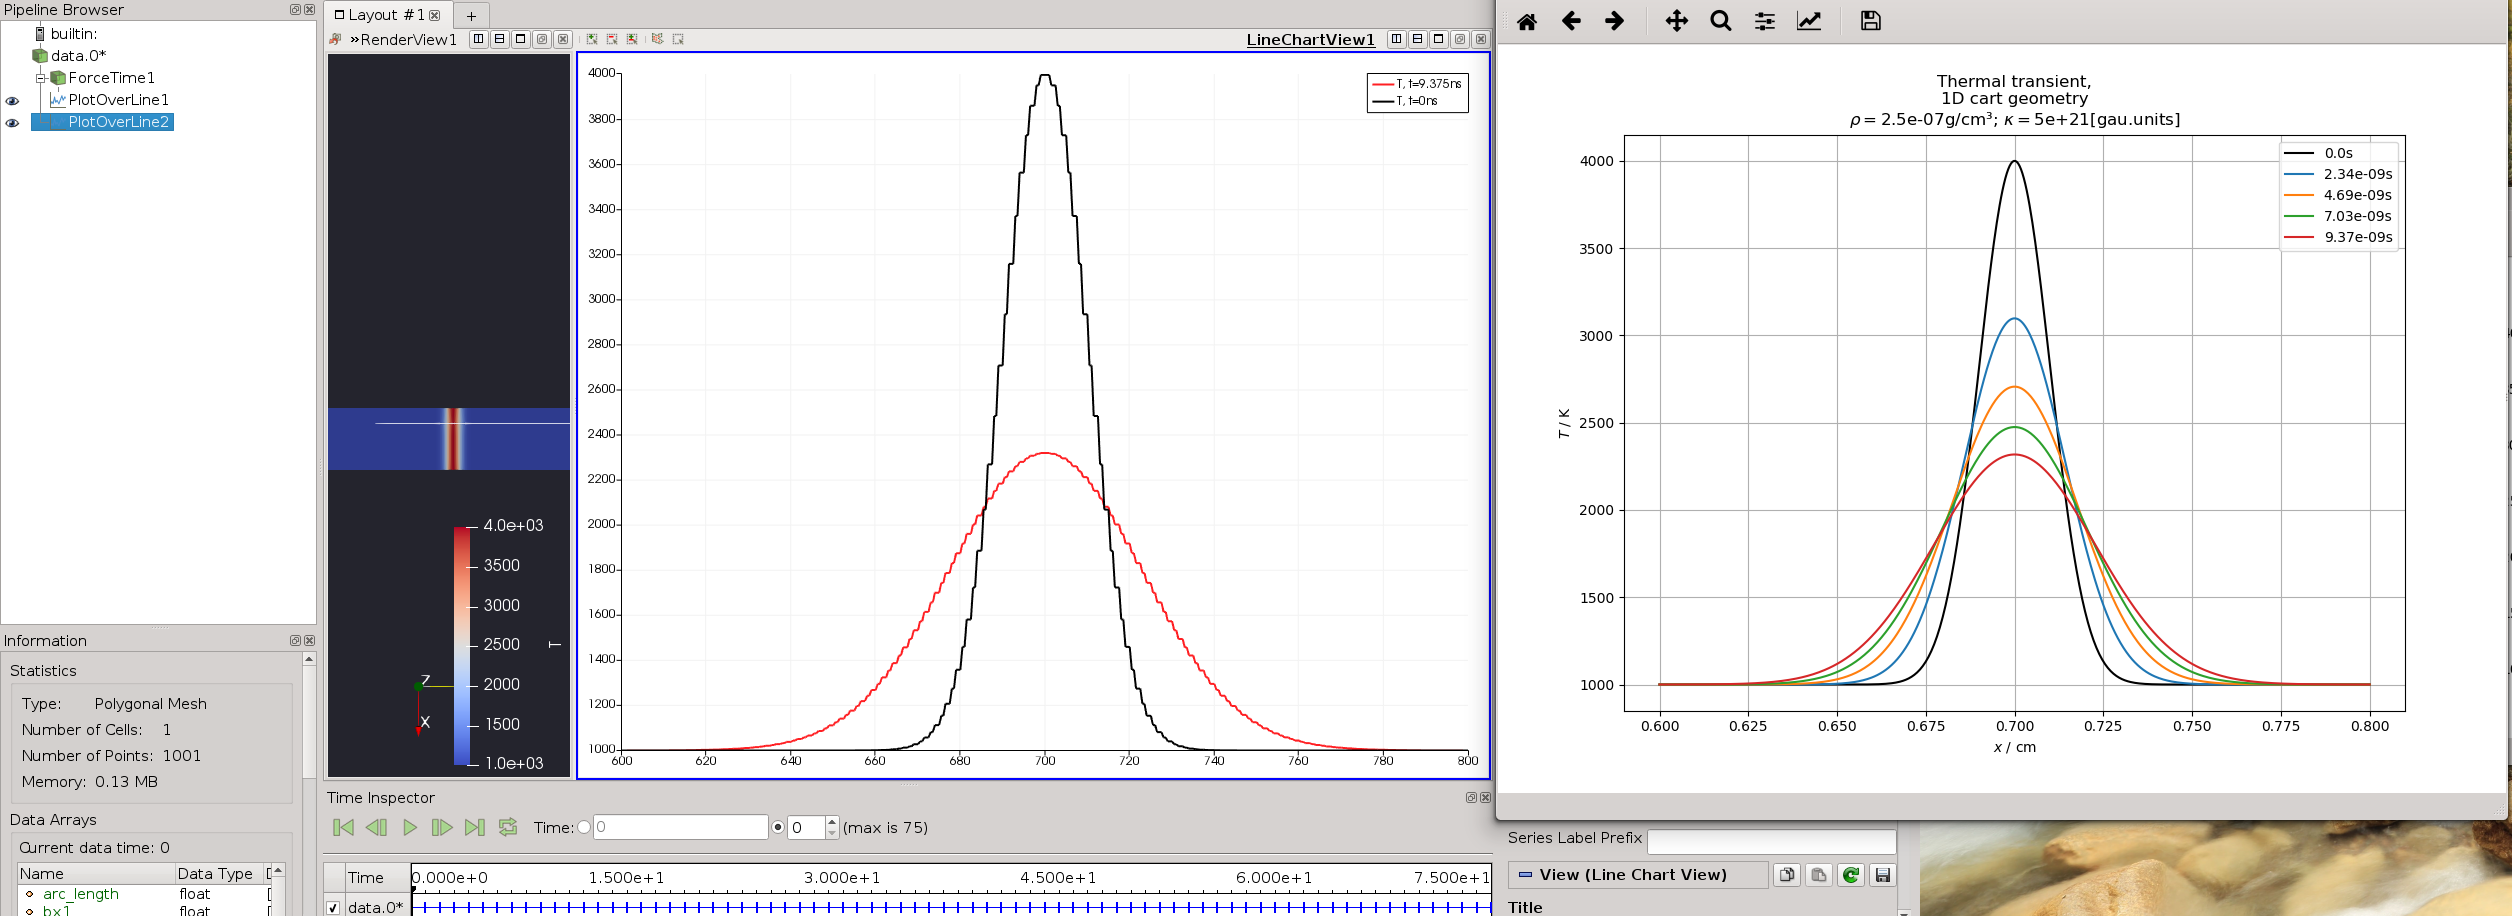 Pipeline Browser
builtin:
data.0*
ForceTime1
PlotOverLine1
PlotOverLine2
Information
Statistics
Type: Polygonal Mesh
Number of Cells: 1
Number of Points: 1001
Memory: 0.13 MB
Data Arrays
Current data time: 0
Name Data Type
arc_length float
bx1 float
Layout #1
+
»RenderView1
4.0e+03
3500
3000
2500
2000
1500
1.0e+03
T
Z
X
LineChartView1
T, t=9.375ns
T, t=0ns
4000
3800
3600
3400
3200
3000
2800
2600
2400
2200
2000
1800
1600
1400
1200
1000
600 620 640 660 680 700 720 740 760 780 800
Time Inspector
Time: 0 0 (max is 75)
Time 0.000e+0 1.500e+1 3.000e+1 4.500e+1 6.000e+1 7.500e+1
data.0*
Thermal transient,
1D cart geometry
ρ = 2.5e-07g/cm³; κ = 5e+21[gau.units]
0.0s
2.34e-09s
4.69e-09s
7.03e-09s
9.37e-09s
4000
3500
3000
2500
2000
1500
1000
T / K
0.600 0.625 0.650 0.675 0.700 0.725 0.750 0.775 0.800
x / cm
Series Label Prefix
View (Line Chart View)
Title